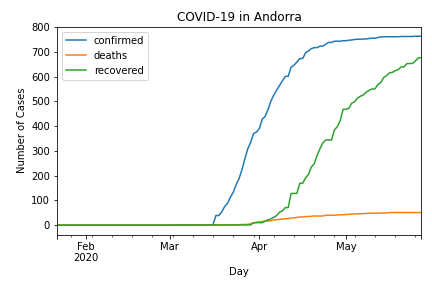 COVID-19 in Andorra
800
700
600
500
400
300
200
100
0
Number of Cases
confirmed
deaths
recovered
Feb
2020
Mar
Apr
May
Day